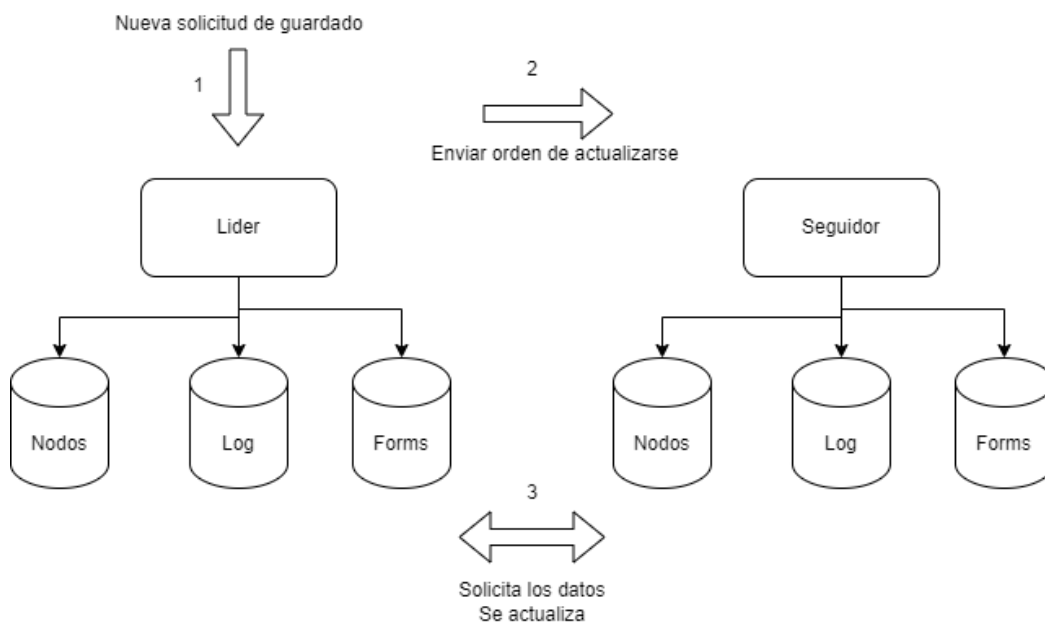 Nueva solicitud de guardado
1
2
Enviar orden de actualizarse
Lider
Seguidor
Nodos
Log
Forms
Nodos
Log
Forms
3
Solicita los datos
Se actualiza